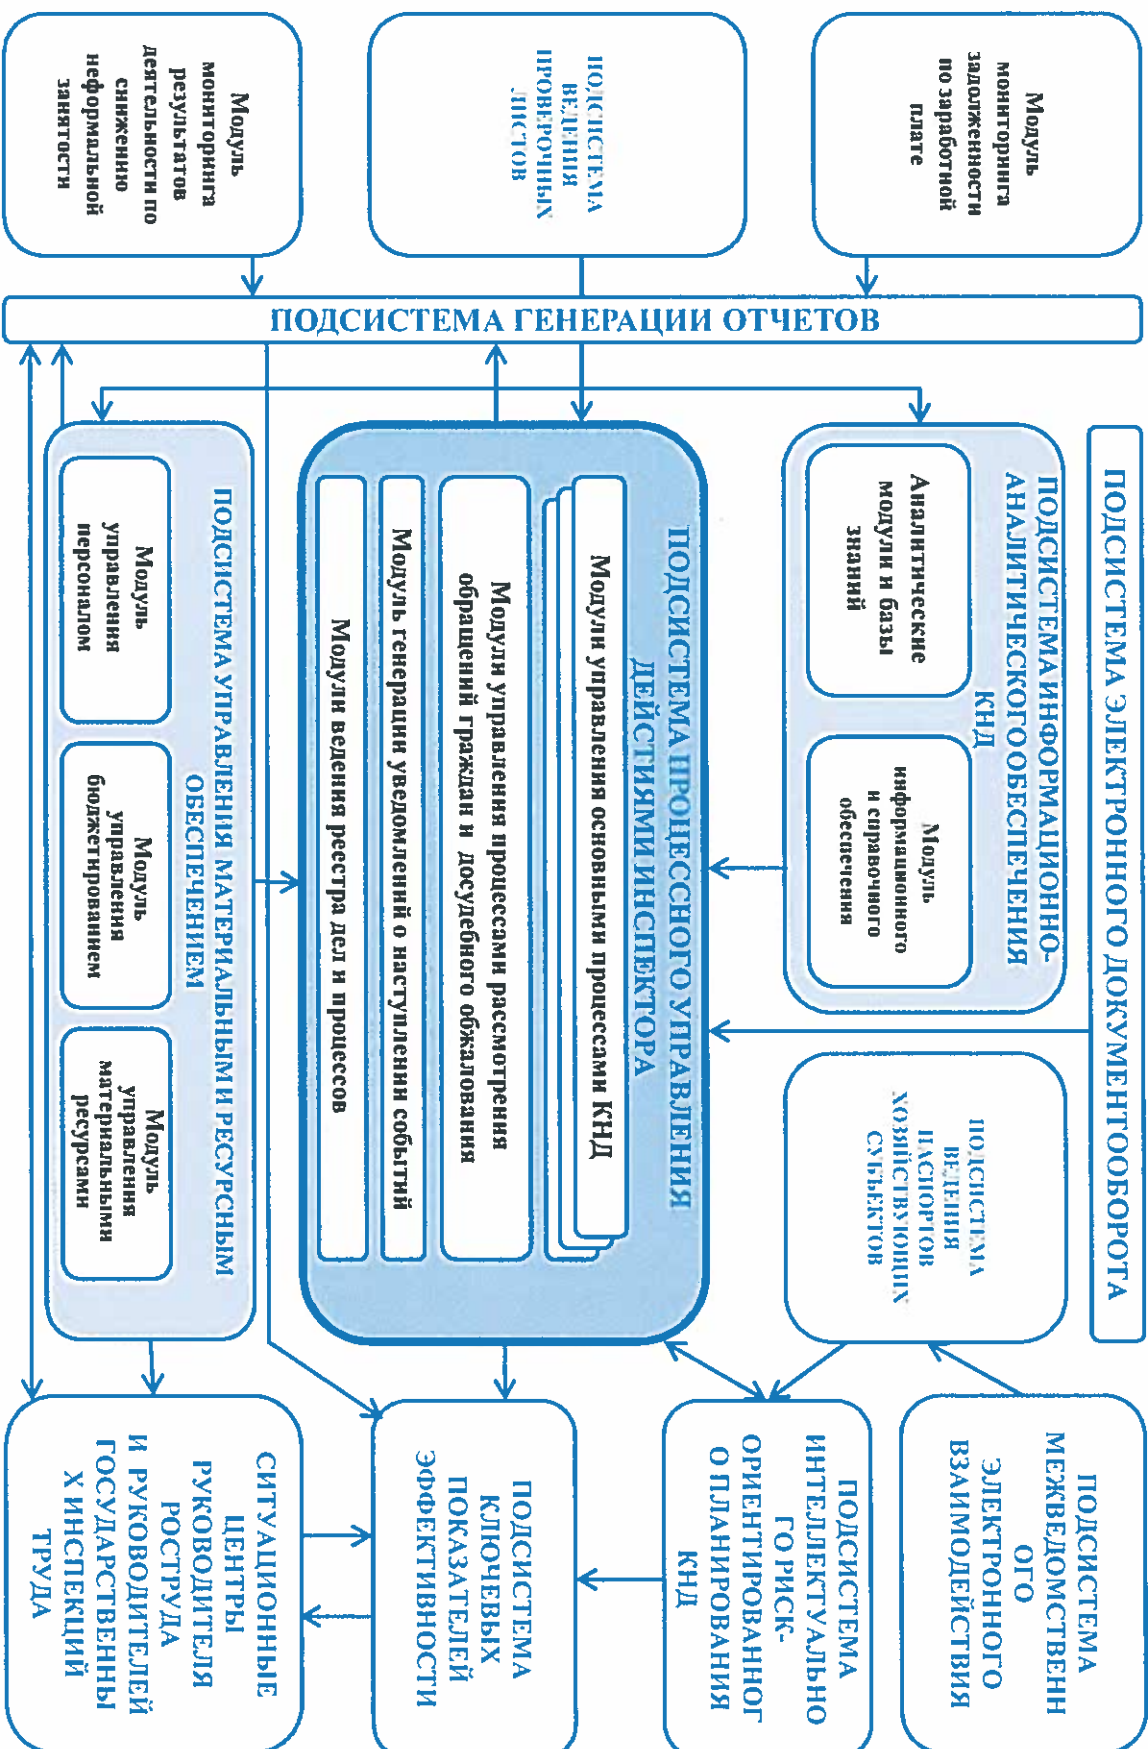 ПОДСИСТЕМА ЭЛЕКТРОННОГО ДОКУМЕНТООБОРОТА
Модуль
мониторинга
задолженности
по заработной
плате
ПОДСИСТЕМА
ВЕДЕНИЯ
ПРОВЕРОЧНЫХ
ЛИСТОВ
Модуль
мониторинга
результатов
деятельности по
снижению
неформальной
занятости
ПОДСИСТЕМА ГЕНЕРАЦИИ ОТЧЕТОВ
ПОДСИСТЕМА ИНФОРМАЦИОННО-
АНАЛИТИЧЕСКОГО ОБЕСПЕЧЕНИЯ
КНД
Аналитические
модули и базы
знаний
Модуль
информационного
и справочного
обеспечения
ПОДСИСТЕМА ПРОЦЕССНОГО УПРАВЛЕНИЯ
ДЕЙСТИЯМИ ИНСПЕКТОРА
Модули управления основными процессами КНД
Модули управления процессами рассмотрения
обращений граждан и досудебного обжалования
Модуль генерации уведомлений о наступлении событий
Модули ведения реестра дел и процессов
ПОДСИСТЕМА УПРАВЛЕНИЯ МАТЕРИАЛЬНЫМ И РЕСУРСНЫМ
ОБЕСПЕЧЕНИЕМ
Модуль
управления
персоналом
Модуль
управления
бюджетированием
Модуль
управления
материальными
ресурсами
ПОДСИСТЕМА
ВЕДЕНИЯ
ПАСПОРТОВ
ХОЗЯЙСТВУЮЩИХ
СУБЪЕКТОВ
ПОДСИСТЕМА
МЕЖВЕДОМСТВЕНН
ОГО
ЭЛЕКТРОННОГО
ВЗАИМОДЕЙСТВИЯ
ПОДСИСТЕМА
ИНТЕЛЛЕКТУАЛЬНО
ГО РИСК-
ОРИЕНТИРОВАННОГ
О ПЛАНИРОВАНИЯ
КНД
ПОДСИСТЕМА
КЛЮЧЕВЫХ
ПОКАЗАТЕЛЕЙ
ЭФФЕКТИВНОСТИ
СИТУАЦИОННЫЕ
ЦЕНТРЫ
РУКОВОДИТЕЛЯ
РОСТРУДА
И РУКОВОДИТЕЛЕЙ
ГОСУДАРСТВЕННЫ
Х ИНСПЕКЦИЙ
ТРУДА